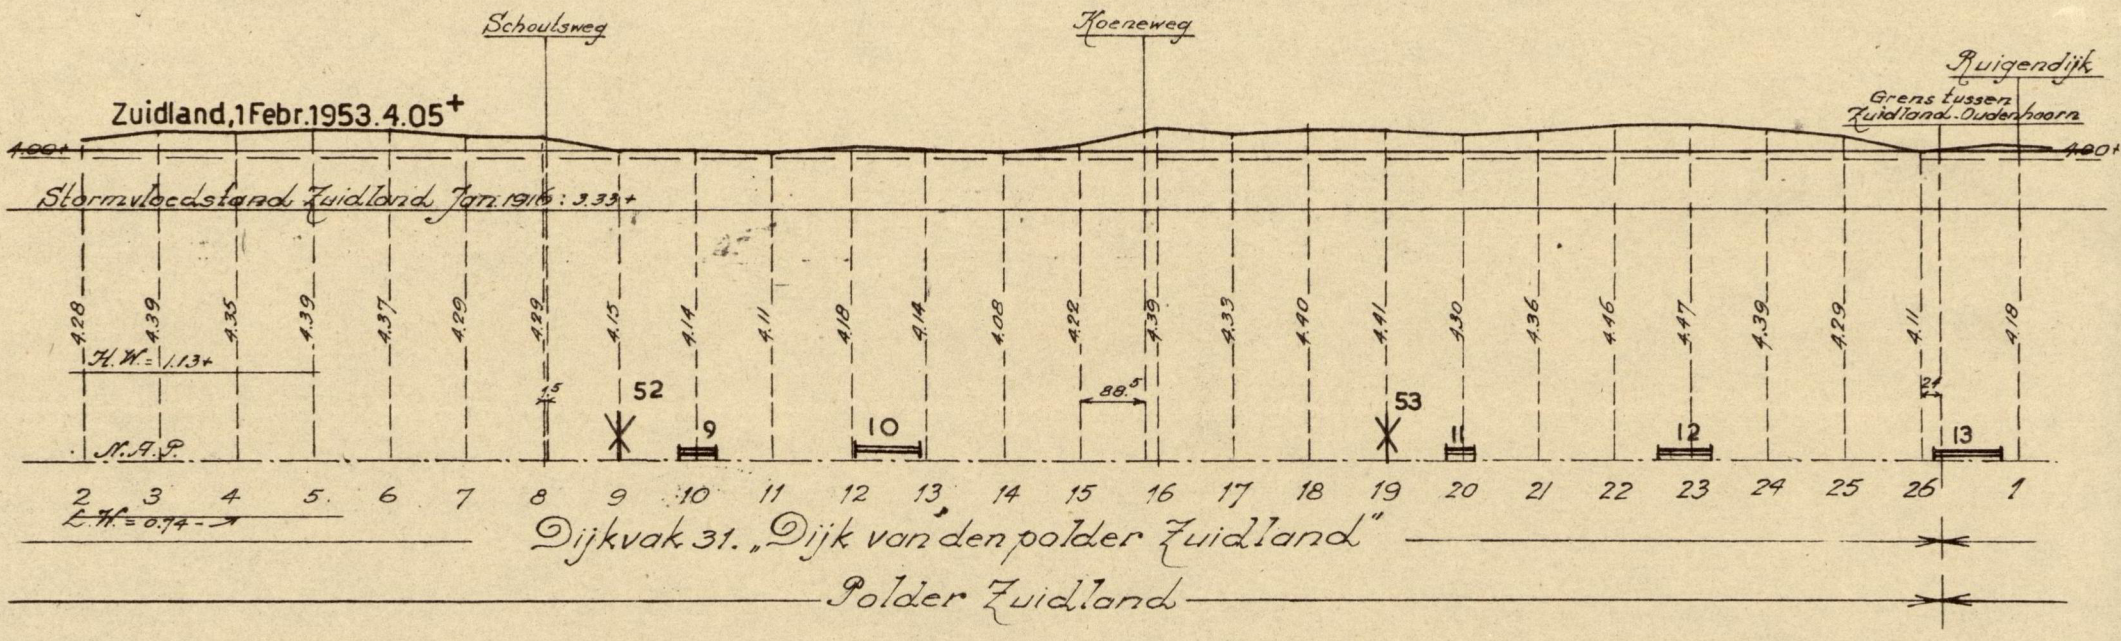 Schoutsweg
Koeneweg
Ruigendijk
Grens tussen
Zuidland-Oudenhoorn
Zuidland, 1 Febr. 1953. 4.05+
4.00+
4.00+
Stormvloedstand Zuidland Jan. 1916: 3.33+
4.28 4.39 4.35 4.39 4.37 4.29 4.29 4.15 4.14 4.11 4.18 4.14 4.08 4.22 4.39 4.33 4.40 4.41 4.30 4.36 4.46 4.47 4.39 4.29 4.11 4.18
H.W. = 1.13+
1.5 52 88.5 53 24
9 10 11 12 13
N.A.P.
2 3 4 5 6 7 8 9 10 11 12 13 14 15 16 17 18 19 20 21 22 23 24 25 26 1
L.W. = 0.74-
Dijkvak 31. „Dijk van den polder Zuidland"
Polder Zuidland